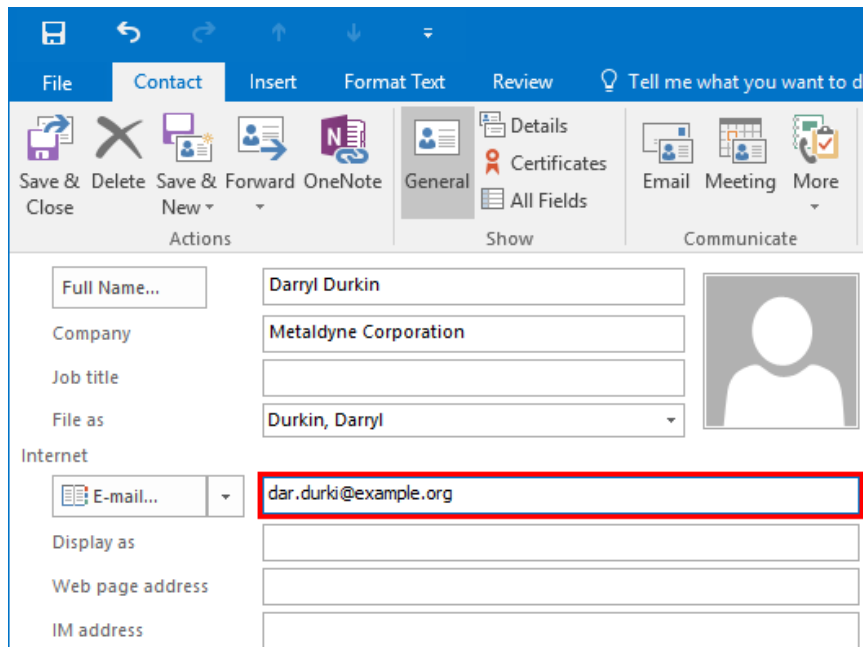 File Contact Insert Format Text Review Tell me what you want to d
Save & Close Delete Save & New Forward OneNote General Details Certificates All Fields Email Meeting More
Actions Show Communicate
Full Name... Darryl Durkin
Company Metaldyne Corporation
Job title
File as Durkin, Darryl
Internet
E-mail... dar.durki@example.org
Display as
Web page address
IM address